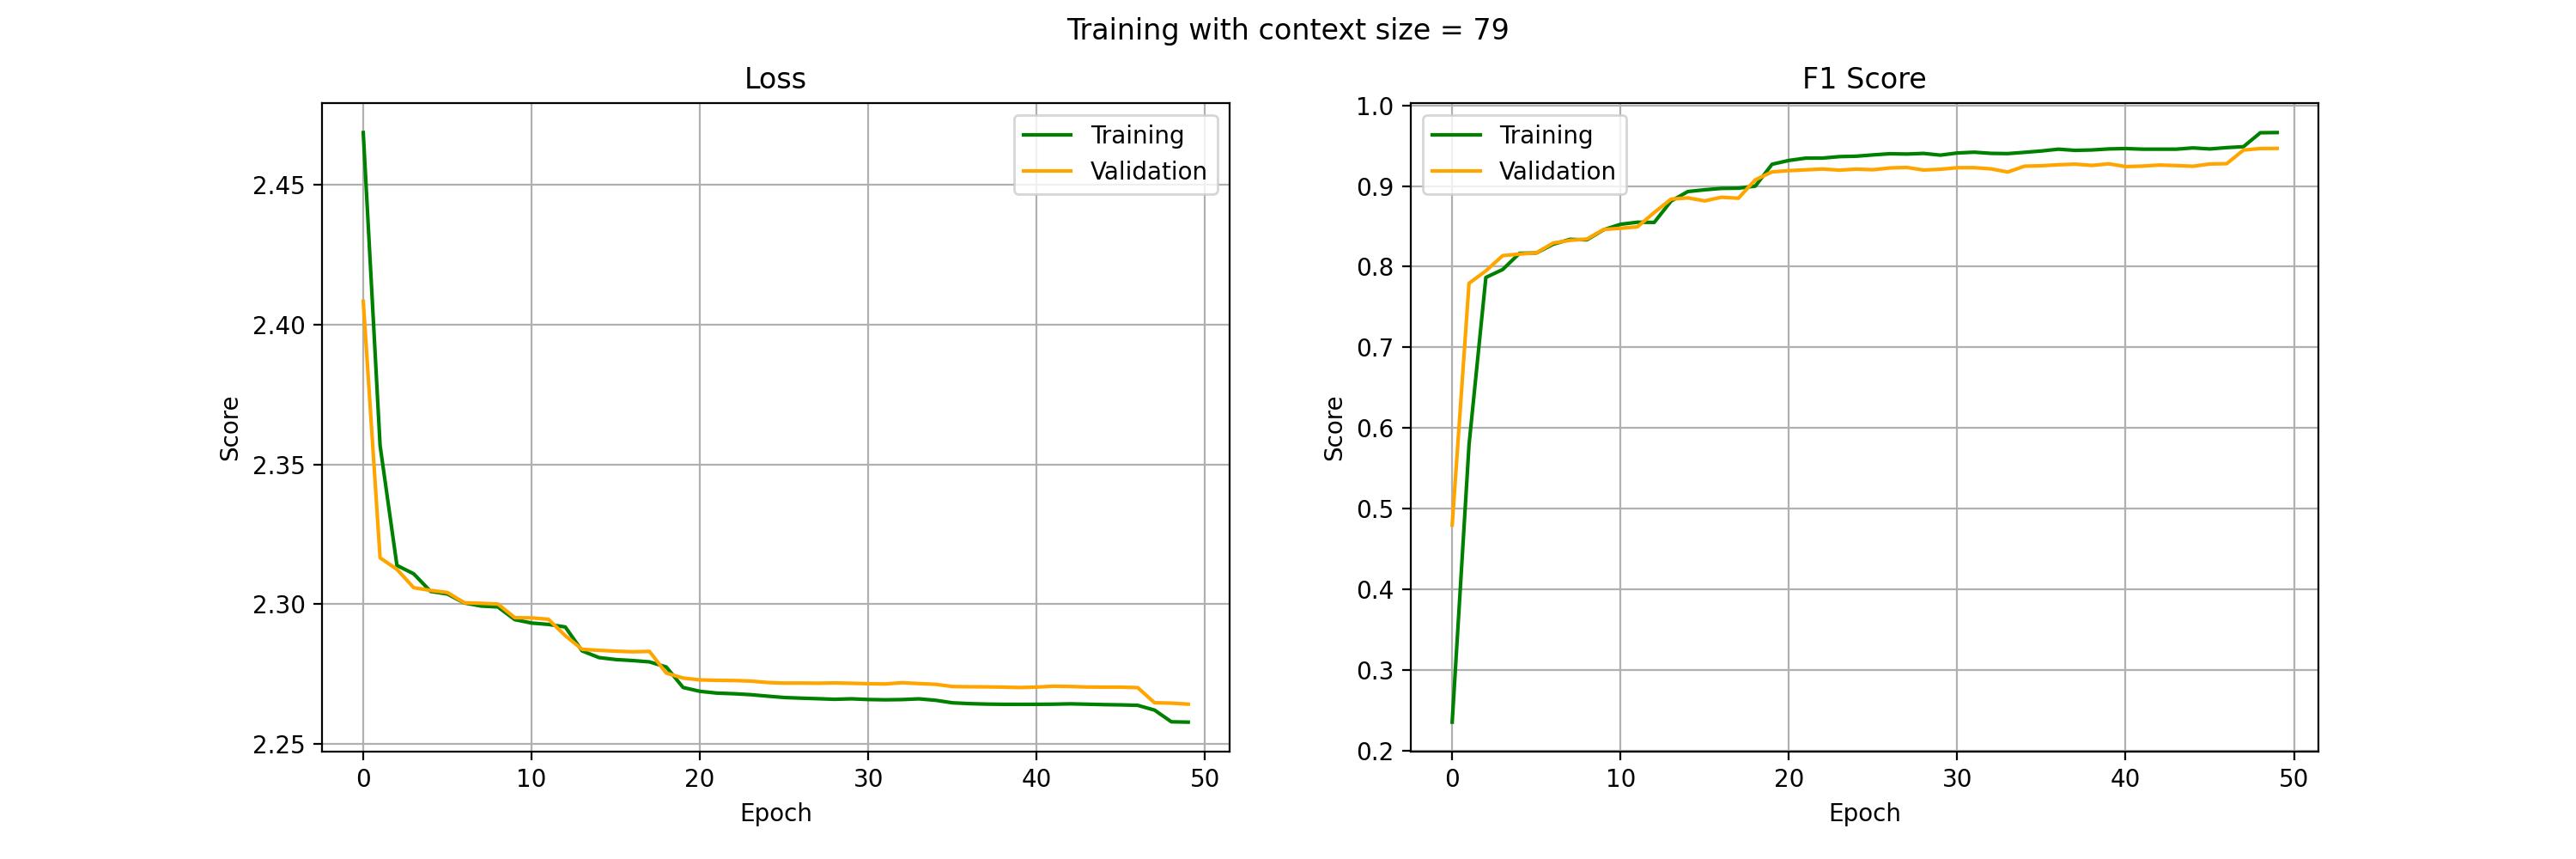 Training with context size = 79
Loss
Training
Validation
2.45
2.40
2.35
2.30
2.25
Score
0 10 20 30 40 50
Epoch
F1 Score
Training
Validation
1.0
0.9
0.8
0.7
0.6
0.5
0.4
0.3
0.2
Score
0 10 20 30 40 50
Epoch